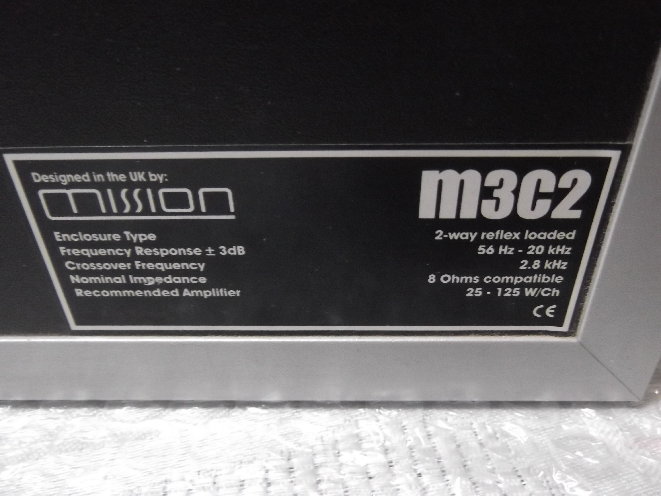 Designed in the UK by:
mission
m3c2
Enclosure Type 2-way reflex loaded
Frequency Response ± 3dB 56 Hz - 20 kHz
Crossover Frequency 2.8 kHz
Nominal Impedance 8 Ohms compatible
Recommended Amplifier 25 - 125 W/Ch
CE